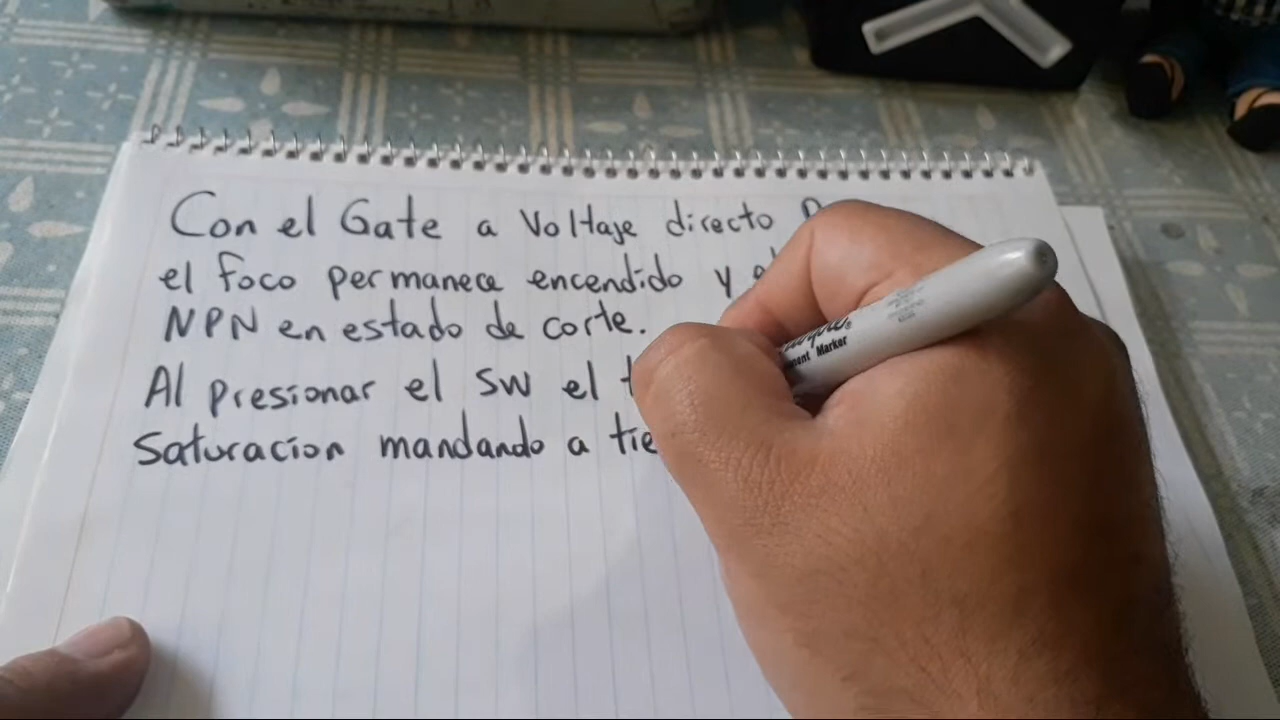 Con el Gate a Voltaje directo
el foco permanece encendido y
NPN en estado de corte.
Al presionar el SW el
Saturacion mandando a
Marker